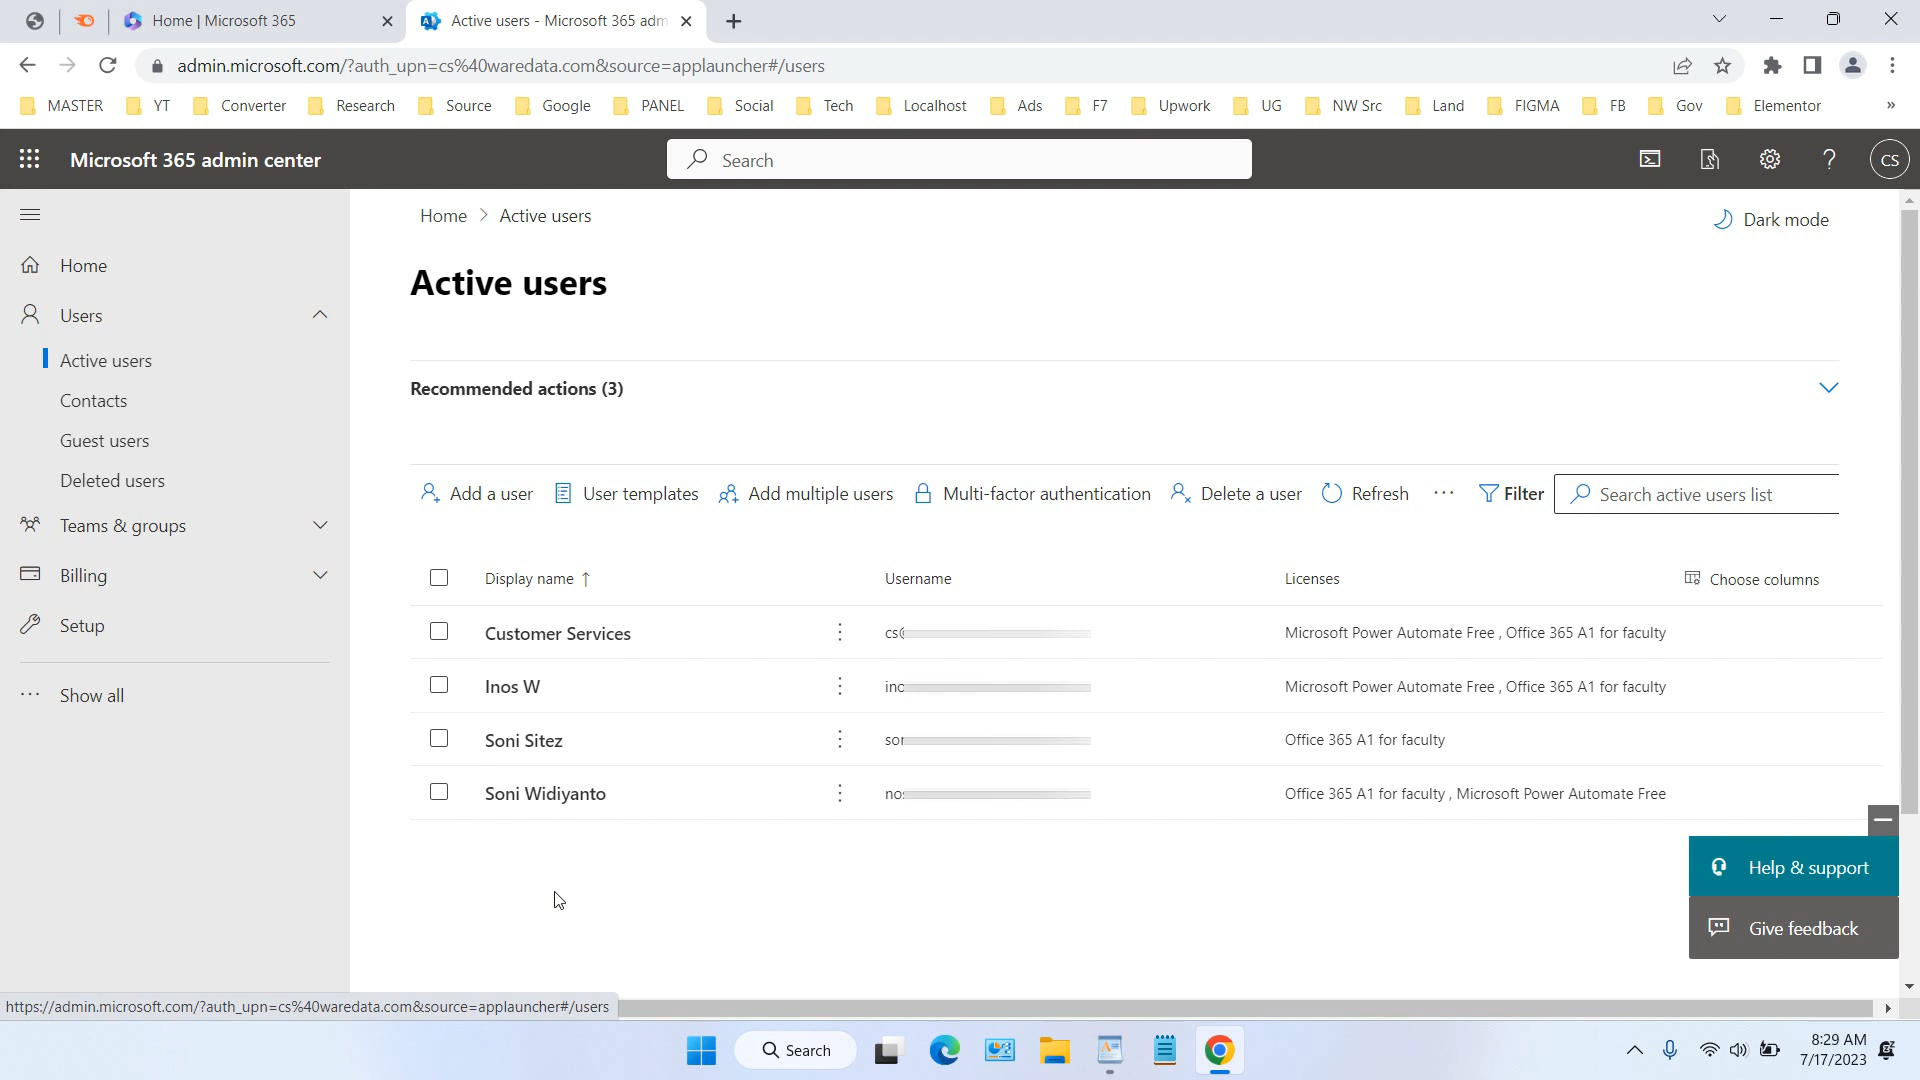 Home | Microsoft 365
Active users - Microsoft 365 adm
admin.microsoft.com/?auth_upn=cs%40waredata.com&source=applauncher#/users
MASTER YT Converter Research Source Google PANEL Social Tech Localhost Ads F7 Upwork UG NW Src Land FIGMA FB Gov Elementor »
Microsoft 365 admin center
Search
CS
Home > Active users
Dark mode
Home
Users
Active users
Contacts
Guest users
Deleted users
Teams & groups
Billing
Setup
Show all
Active users
Recommended actions (3)
Add a user User templates Add multiple users Multi-factor authentication Delete a user Refresh ... Filter Search active users list
Display name ↑ Username Licenses Choose columns
Customer Services cs@ Microsoft Power Automate Free , Office 365 A1 for faculty
Inos W ino Microsoft Power Automate Free , Office 365 A1 for faculty
Soni Sitez son Office 365 A1 for faculty
Soni Widiyanto no Office 365 A1 for faculty , Microsoft Power Automate Free
Help & support
Give feedback
https://admin.microsoft.com/?auth_upn=cs%40waredata.com&source=applauncher#/users
Search
8:29 AM
7/17/2023